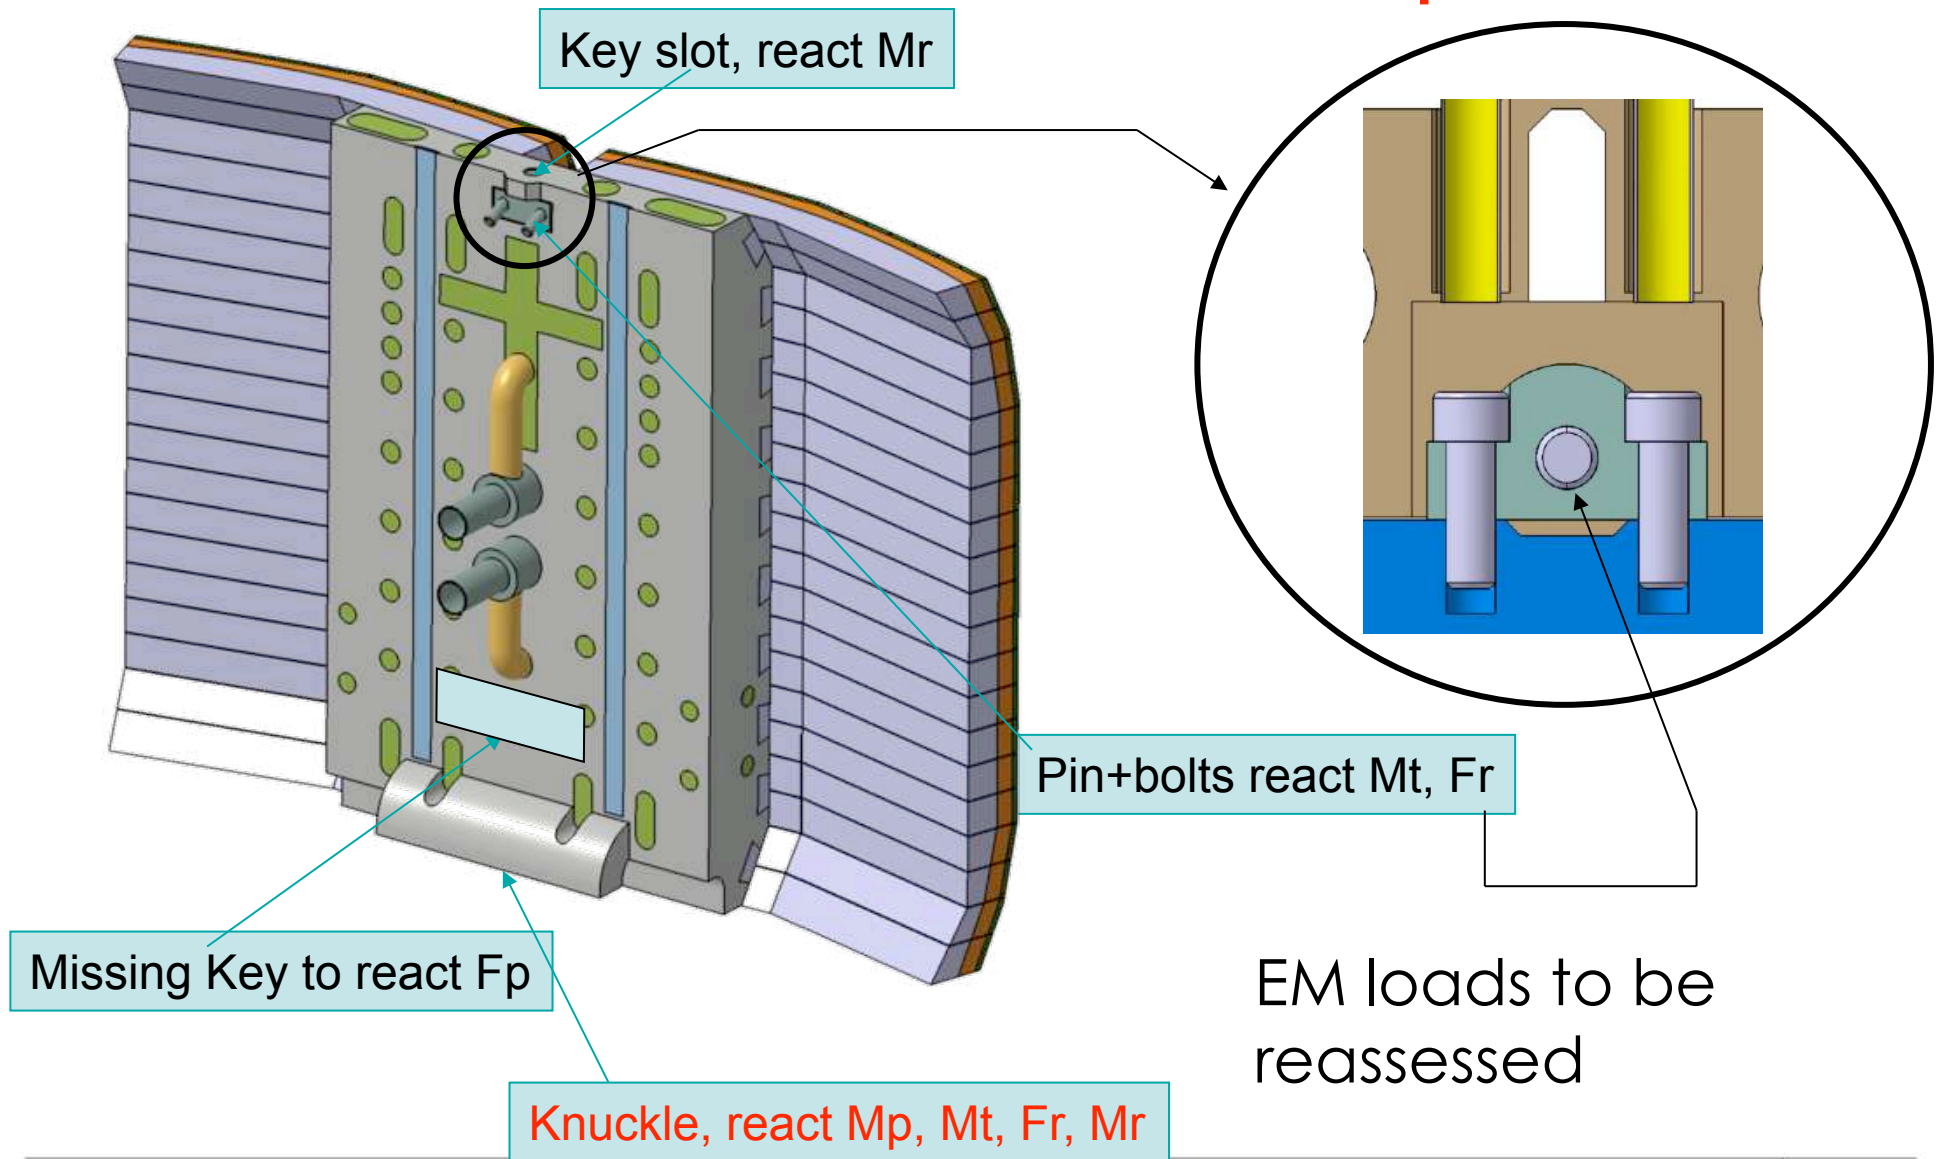 Key slot, react Mr
Pin+bolts react Mt, Fr
Missing Key to react Fp
EM loads to be
reassessed
Knuckle, react Mp, Mt, Fr, Mr